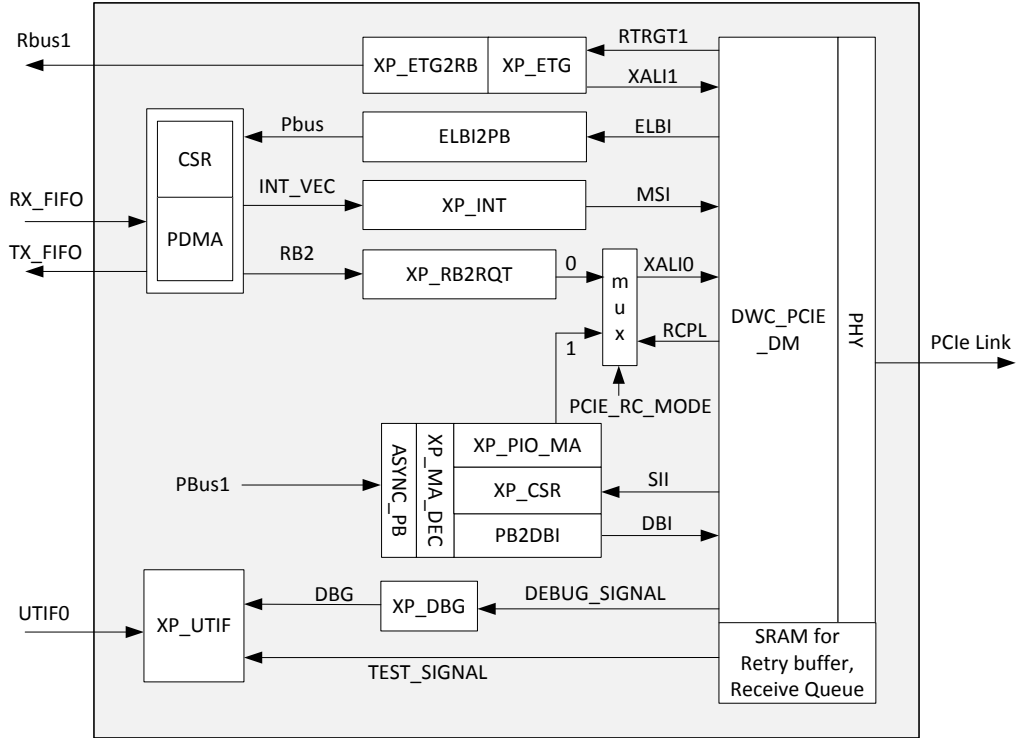 Rbus1
XP_ETG2RB
XP_ETG
RTRGT1
XALI1
Pbus
ELBI2PB
ELBI
CSR
PDMA
RX_FIFO
TX_FIFO
INT_VEC
XP_INT
MSI
RB2
XP_RB2RQT
0
mux
XALI0
RCPL
1
PCIE_RC_MODE
DWC_PCIE
_DM
PHY
PCIe Link
PBus1
ASYNC_PB
XP_MA_DEC
XP_PIO_MA
XP_CSR
PB2DBI
SII
DBI
UTIF0
XP_UTIF
DBG
XP_DBG
DEBUG_SIGNAL
TEST_SIGNAL
SRAM for
Retry buffer,
Receive Queue